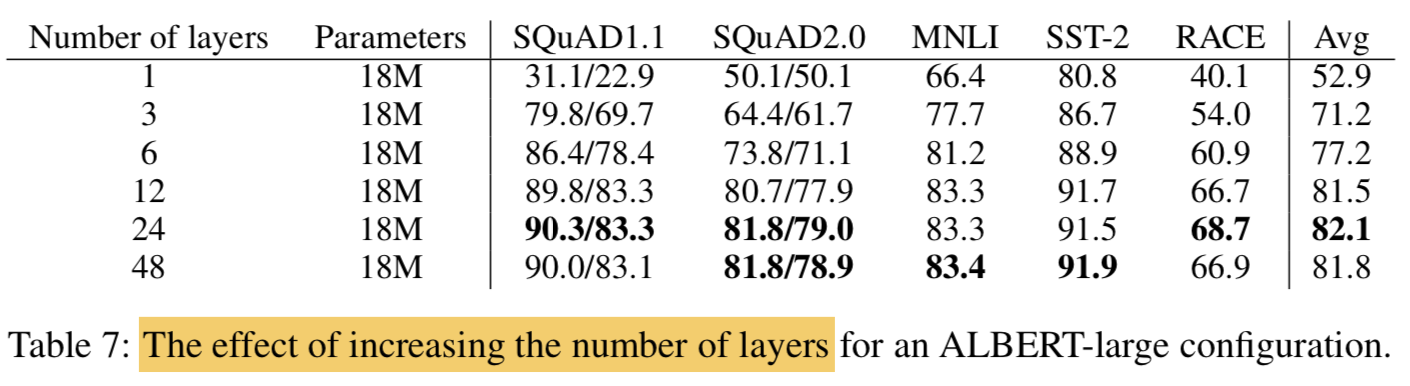 Number of layers Parameters SQuAD1.1 SQuAD2.0 MNLI SST-2 RACE Avg
1 18M 31.1/22.9 50.1/50.1 66.4 80.8 40.1 52.9
3 18M 79.8/69.7 64.4/61.7 77.7 86.7 54.0 71.2
6 18M 86.4/78.4 73.8/71.1 81.2 88.9 60.9 77.2
12 18M 89.8/83.3 80.7/77.9 83.3 91.7 66.7 81.5
24 18M 90.3/83.3 81.8/79.0 83.3 91.5 68.7 82.1
48 18M 90.0/83.1 81.8/78.9 83.4 91.9 66.9 81.8
Table 7: The effect of increasing the number of layers for an ALBERT-large configuration.